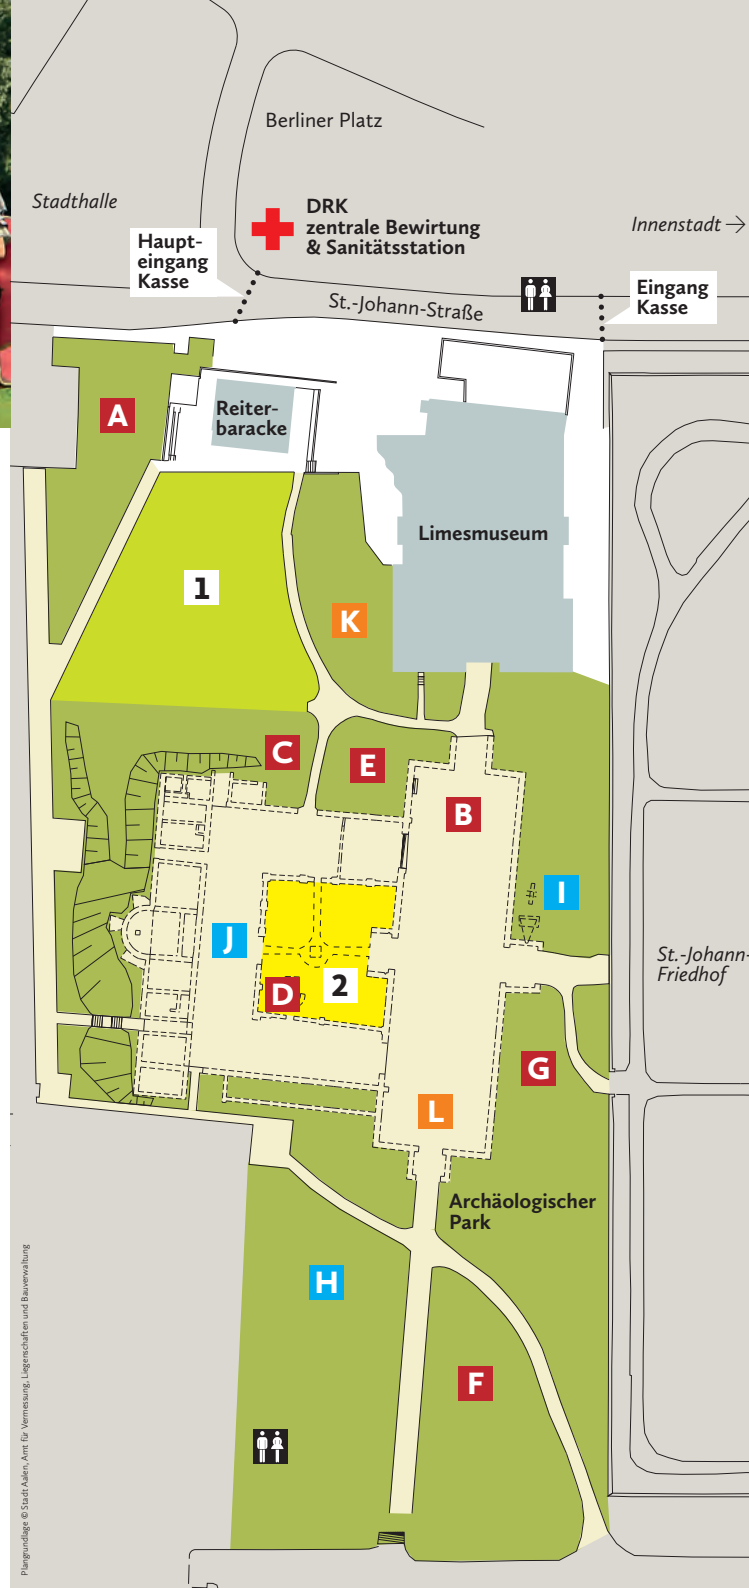 Berliner Platz
Stadthalle
DRK
zentrale Bewirtung
& Sanitätsstation
Innenstadt →
Haupt-
eingang
Kasse
Eingang
Kasse
St.-Johann-Straße
A
Reiter-
baracke
Limesmuseum
1
K
C
E
B
I
J
2
D
St.-Johann-
Friedhof
G
L
Archäologischer
Park
H
F
Plangrundlage © Stadt Aalen, Amt für Vermessung, Liegenschaften und Bauverwaltung